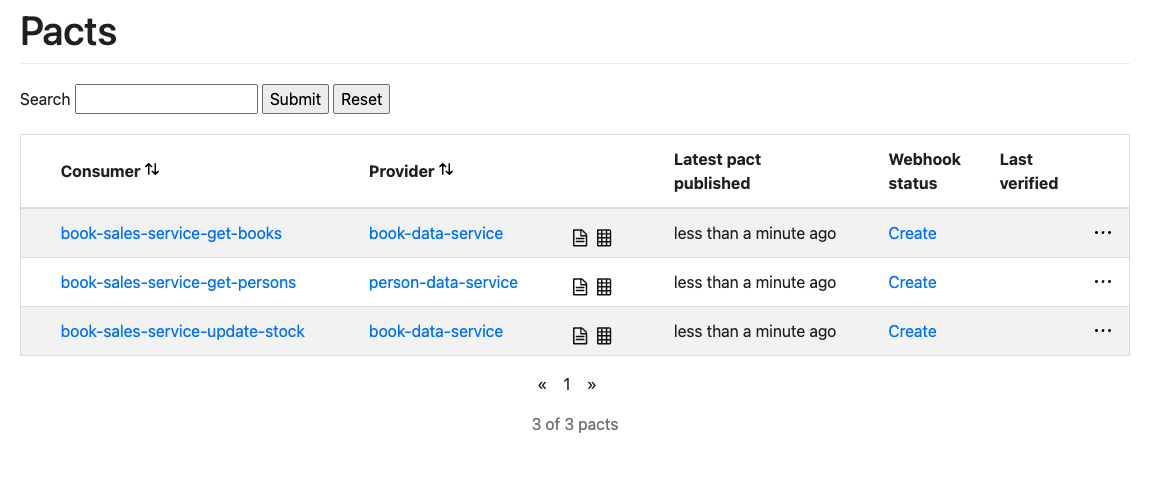 Pacts
Search Submit Reset
Consumer Provider Latest pact published Webhook status Last verified
book-sales-service-get-books book-data-service less than a minute ago Create ...
book-sales-service-get-persons person-data-service less than a minute ago Create ...
book-sales-service-update-stock book-data-service less than a minute ago Create ...
« 1 »
3 of 3 pacts